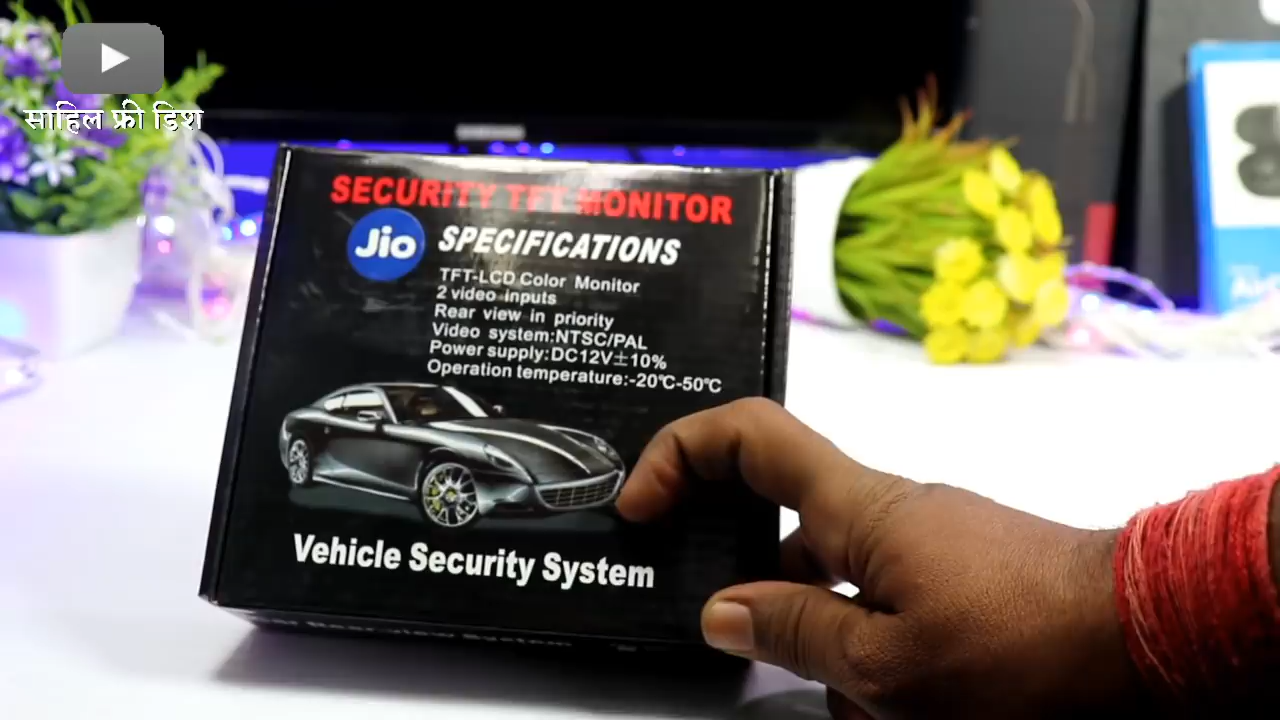 साहिल फ्री डिश
SECURITY TFT MONITOR
Jio
SPECIFICATIONS
TFT-LCD Color Monitor
2 video inputs
Rear view in priority
Video system:NTSC/PAL
Power supply:DC12V±10%
Operation temperature:-20℃-50℃
Vehicle Security System